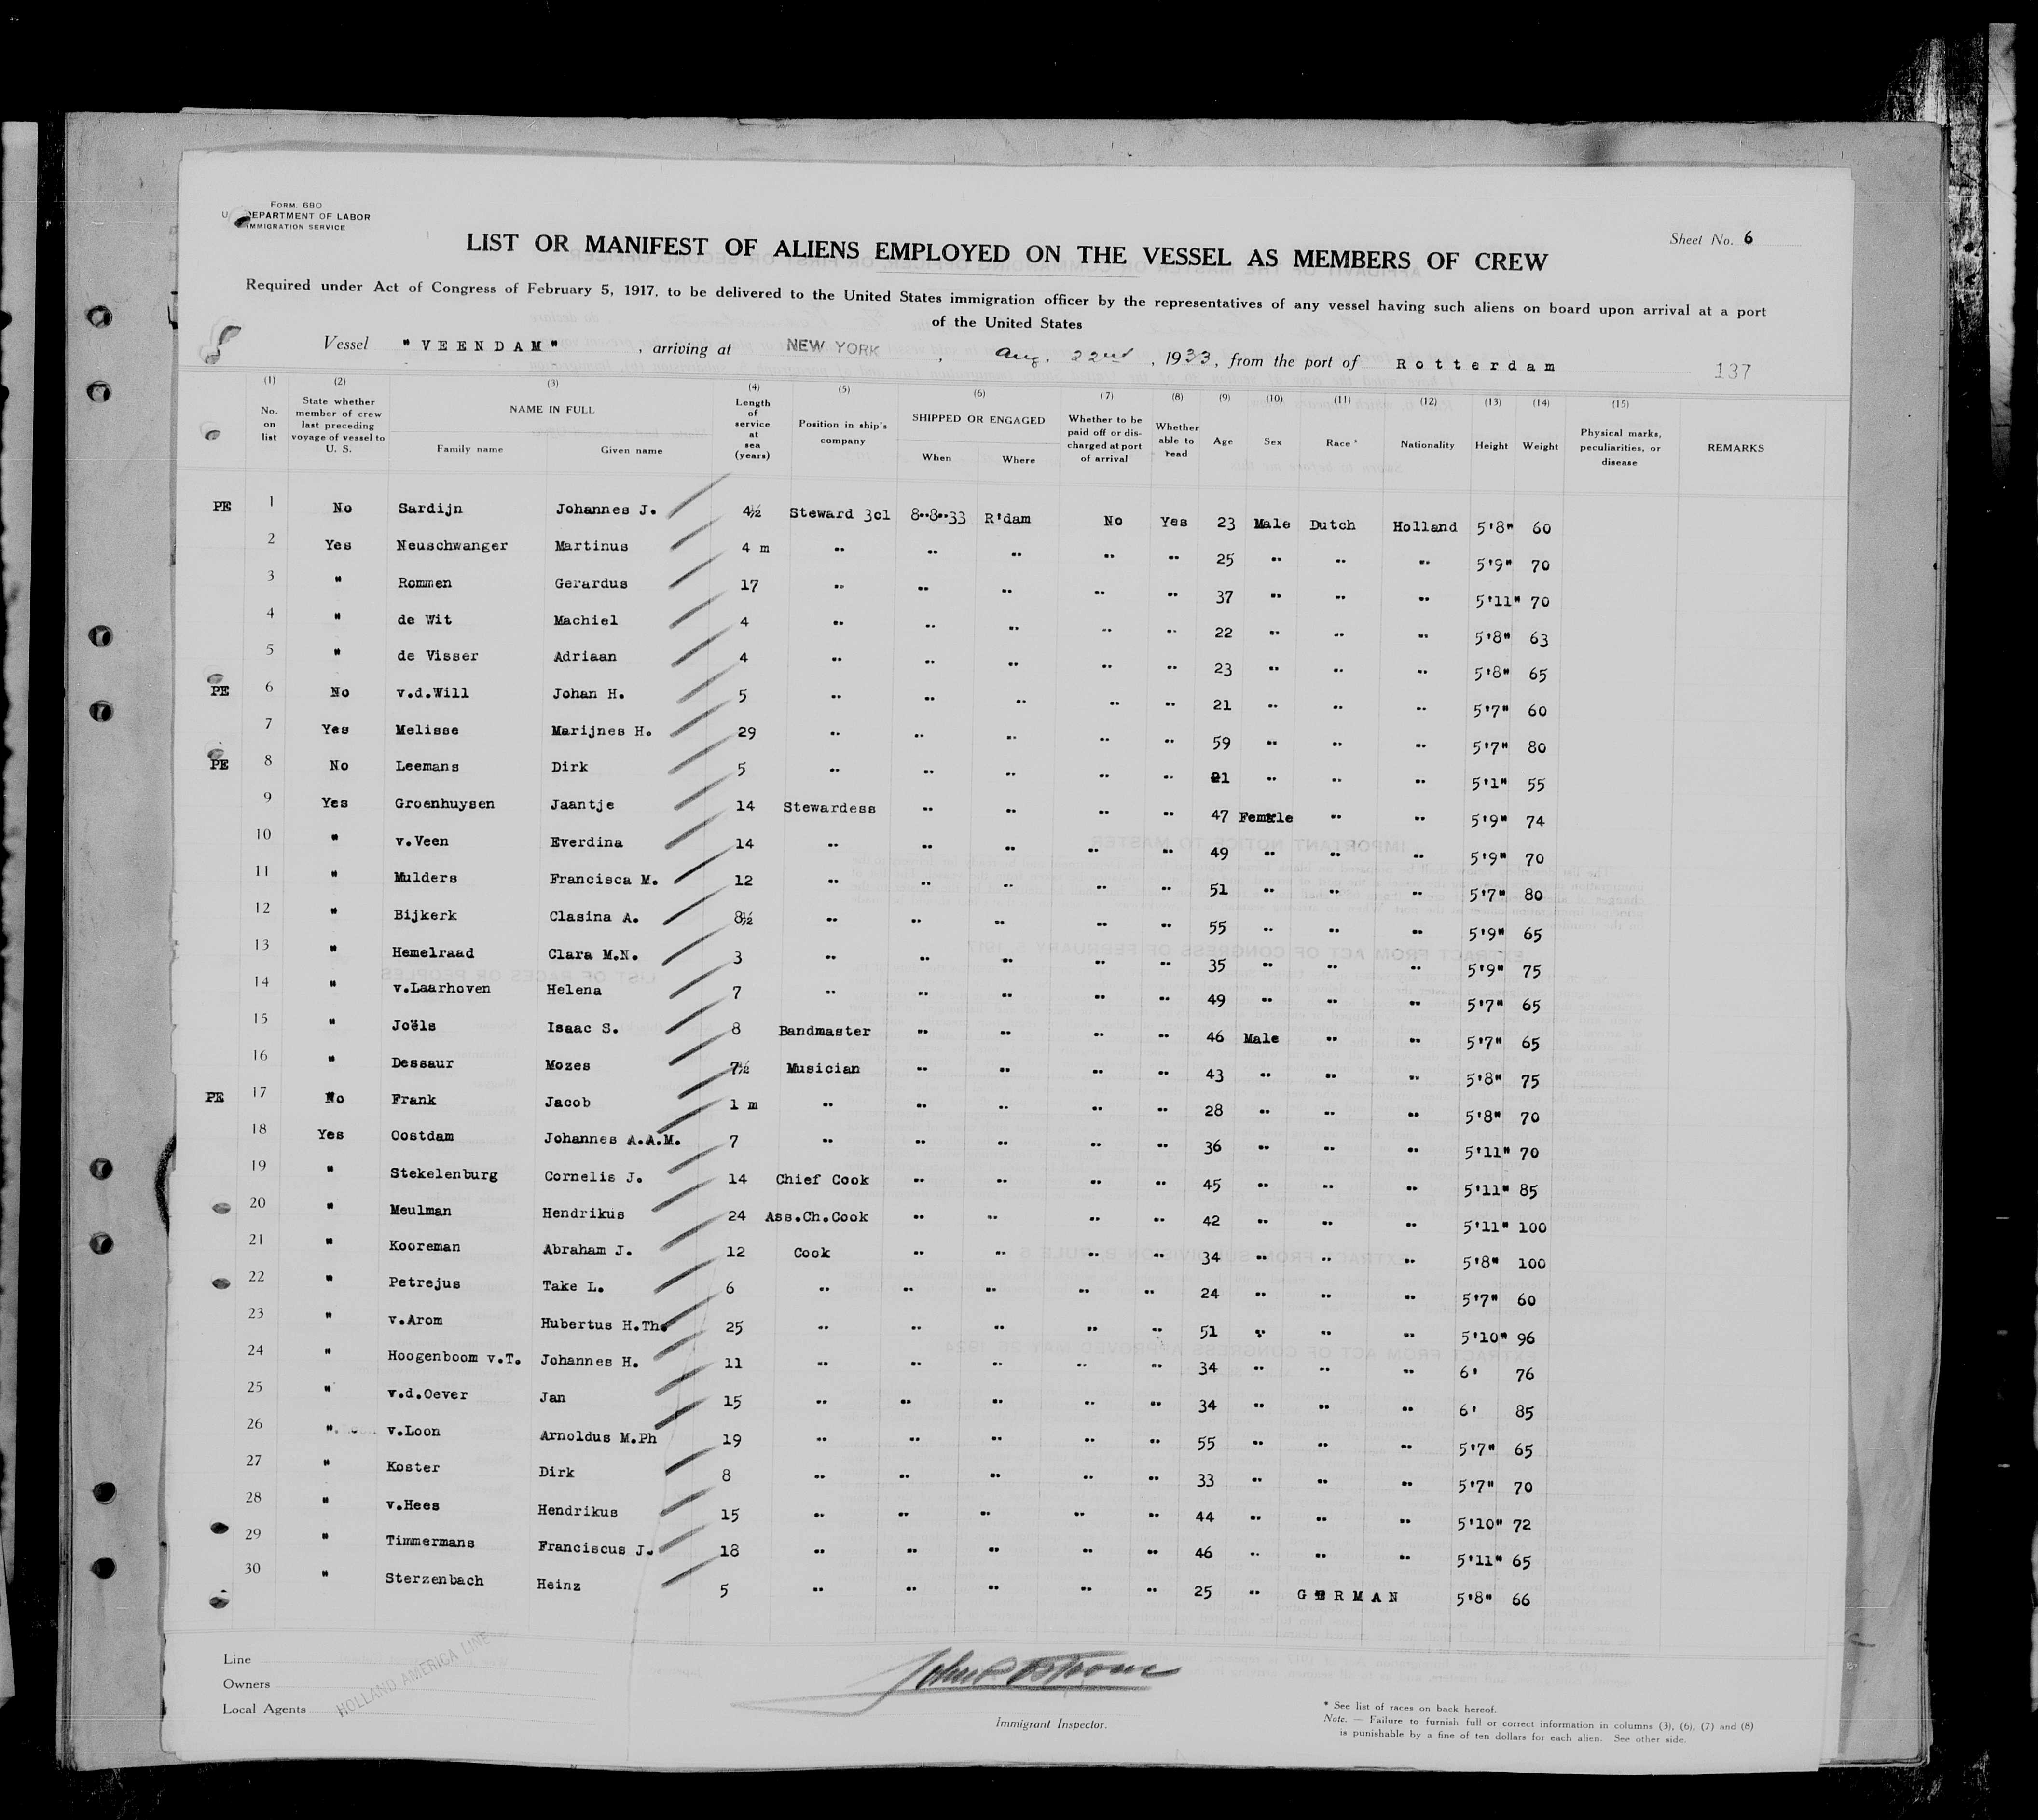 FORM. 680
DEPARTMENT OF LABOR
IMMIGRATION SERVICE
Sheet No. 6
LIST OR MANIFEST OF ALIENS EMPLOYED ON THE VESSEL AS MEMBERS OF CREW
Required under Act of Congress of February 5, 1917, to be delivered to the United States immigration officer by the representatives of any vessel having such aliens on board upon arrival at a port
of the United States
Vessel "VEENDAM", arriving at NEW YORK, Aug. 22nd, 1933, from the port of Rotterdam 137
(1) No. on list (2) State whether member of crew last preceding voyage of vessel to U. S. (3) NAME IN FULL Family name Given name (4) Length of service at sea (years) (5) Position in ship's company (6) SHIPPED OR ENGAGED When Where (7) Whether to be paid off or discharged at port of arrival (8) Whether able to read (9) Age (10) Sex (11) Race * (12) Nationality (13) Height (14) Weight (15) Physical marks, peculiarities, or disease REMARKS
PE 1 No Sardijn Johannes J. 4½ Steward 3cl 8--8--33 R'dam No Yes 23 Male Dutch Holland 5'8" 60
2 Yes Neuschwanger Martinus 4 m " " " " " 25 " " " 5'9" 70
3 " Rommen Gerardus 17 " " " " " 37 " " " 5'11" 70
4 " de Wit Machiel 4 " " " " " 22 " " " 5'8" 63
5 " de Visser Adriaan 4 " " " " " 23 " " " 5'8" 65
PE 6 No v.d.Will Johan H. 5 " " " " " 21 " " " 5'7" 60
7 Yes Melisse Marijnes H. 29 " " " " " 59 " " " 5'7" 80
PE 8 No Leemans Dirk 5 " " " " " 21 " " " 5'1" 55
9 Yes Groenhuysen Jaantje 14 Stewardess " " " " 47 Female " " 5'9" 74
10 " v.Veen Everdina 14 " " " " " 49 " " " 5'9" 70
11 " Mulders Francisca M. 12 " " " " " 51 " " " 5'7" 80
12 " Bijkerk Clasina A. 8½ " " " " " 55 " " " 5'9" 65
13 " Hemelraad Clara M.N. 3 " " " " " 35 " " " 5'9" 75
14 " v.Laarhoven Helena 7 " " " " " 49 " " " 5'7" 65
15 " Joëls Isaac S. 8 Bandmaster " " " " 46 Male " " 5'7" 65
16 " Dessaur Mozes 7½ Musician " " " " 43 " " " 5'8" 75
PE 17 No Frank Jacob 1 m " " " " " 28 " " " 5'8" 70
18 Yes Oostdam Johannes A.A.M. 7 " " " " " 36 " " " 5'11" 70
19 " Stekelenburg Cornelis J. 14 Chief Cook " " " " 45 " " " 5'11" 85
20 " Meulman Hendrikus 24 Ass.Ch.Cook " " " " 42 " " " 5'11" 100
21 " Kooreman Abraham J. 12 Cook " " " " 34 " " " 5'8" 100
22 " Petrejus Take L. 6 " " " " " 24 " " " 5'7" 60
23 " v.Arom Hubertus H.Th. 25 " " " " " 51 " " " 5'10" 96
24 " Hoogenboom v.T. Johannes H. 11 " " " " " 34 " " " 6' 76
25 " v.d.Oever Jan 15 " " " " " 34 " " " 6' 85
26 " v.Loon Arnoldus M.Ph 19 " " " " " 55 " " " 5'7" 65
27 " Koster Dirk 8 " " " " " 33 " " " 5'7" 70
28 " v.Hees Hendrikus 15 " " " " " 44 " " " 5'10" 72
29 " Timmermans Franciscus J. 18 " " " " " 46 " " " 5'11" 65
30 " Sterzenbach Heinz 5 " " " " " 25 " GERMAN 5'8" 66
Line
Owners
Local Agents HOLLAND AMERICA LINE
Immigrant Inspector.
* See list of races on back hereof.
Note. — Failure to furnish full or correct information in columns (3), (6), (7) and (8)
is punishable by a fine of ten dollars for each alien. See other side.